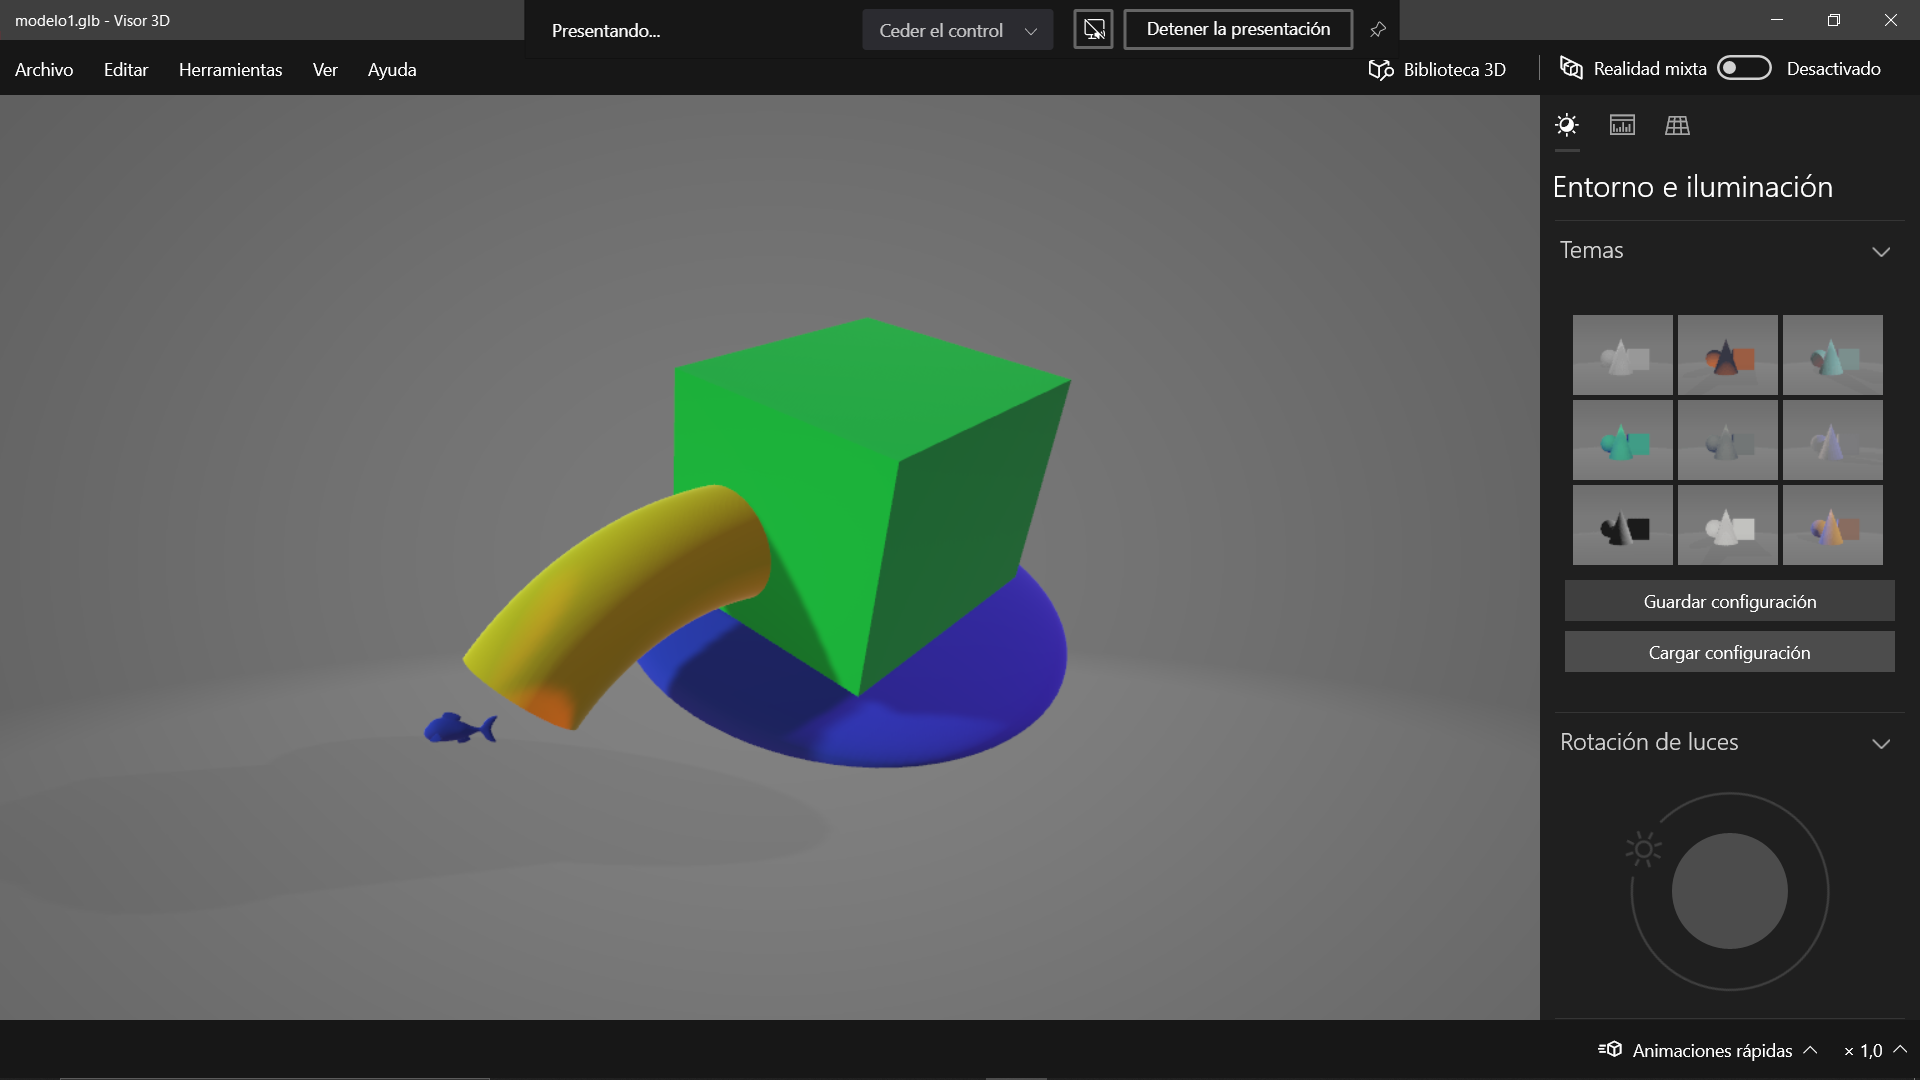 modelo1.glb - Visor 3D
Presentando...
Ceder el control
Detener la presentación
Archivo
Editar
Herramientas
Ver
Ayuda
Biblioteca 3D
Realidad mixta
Desactivado
Entorno e iluminación
Temas
Guardar configuración
Cargar configuración
Rotación de luces
Animaciones rápidas
× 1,0